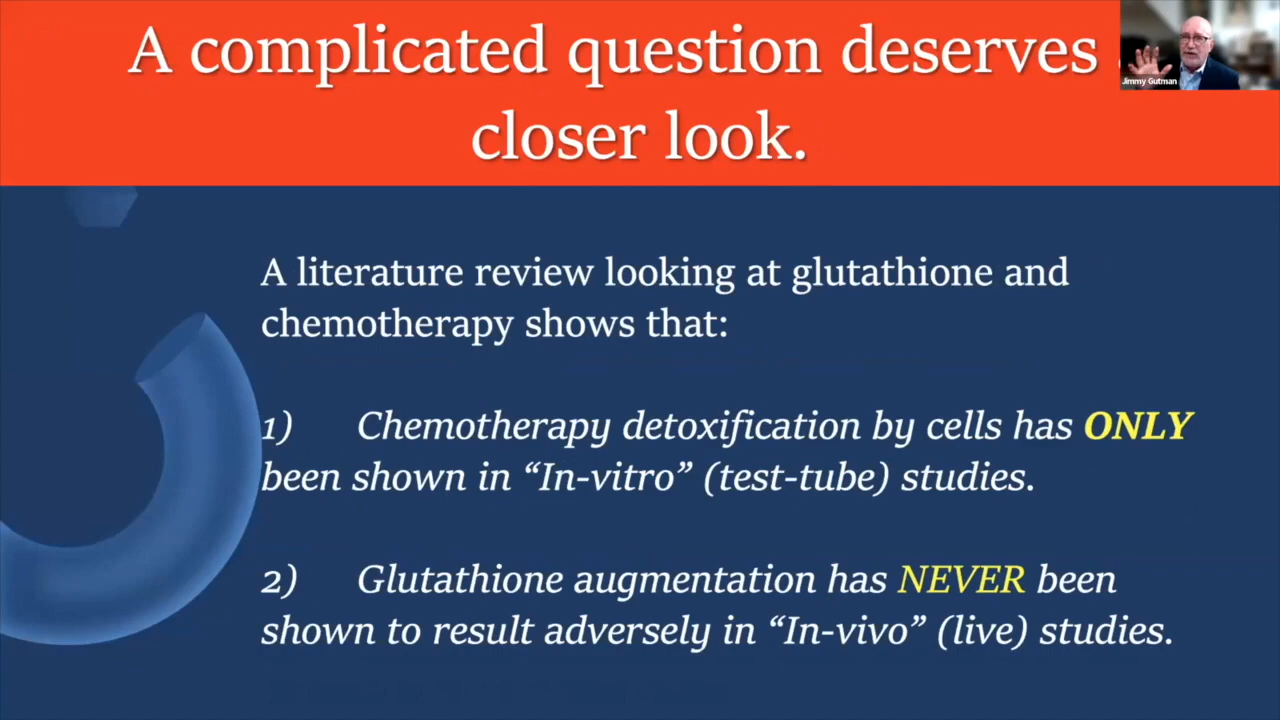 A complicated question deserves
closer look.
Jimmy Gutman
A literature review looking at glutathione and
chemotherapy shows that:
1) Chemotherapy detoxification by cells has ONLY
been shown in “In-vitro” (test-tube) studies.
2) Glutathione augmentation has NEVER been
shown to result adversely in “In-vivo” (live) studies.